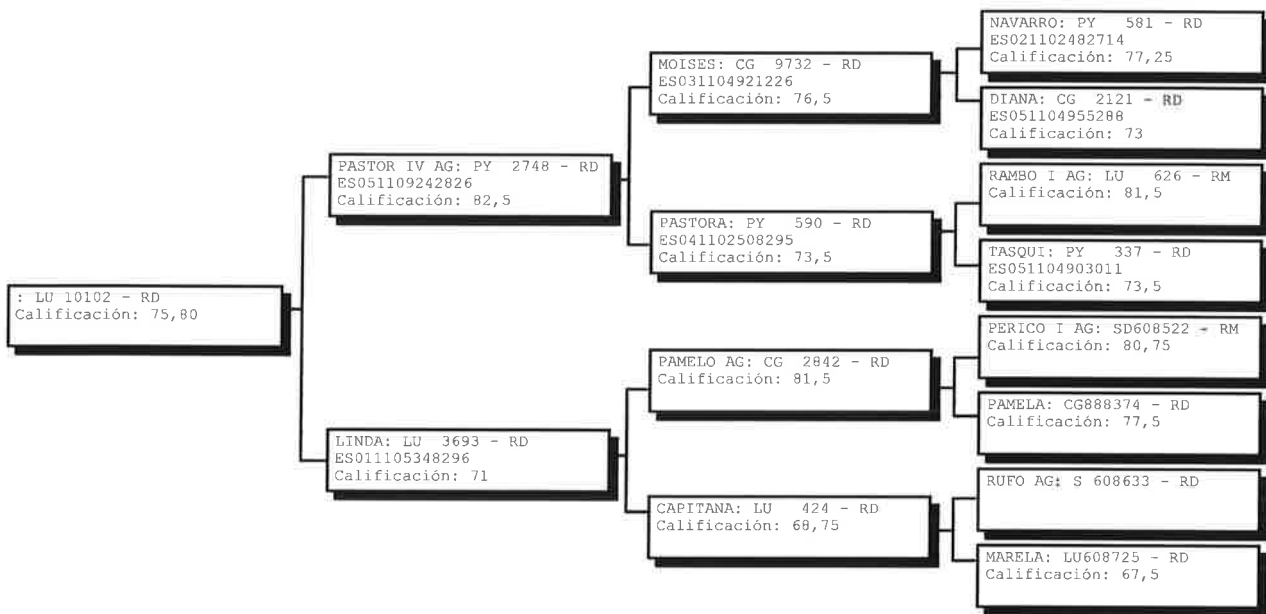 NAVARRO: PY 581 - RD
ES021102482714
Calificación: 77,25
MOISES: CG 9732 - RD
ES031104921226
Calificación: 76,5
DIANA: CG 2121 - RD
ES051104955288
Calificación: 73
PASTOR IV AG: PY 2748 - RD
ES051109242826
Calificación: 82,5
RAMBO I AG: LU 626 - RM
Calificación: 81,5
PASTORA: PY 590 - RD
ES041102508295
Calificación: 73,5
TASQUI: PY 337 - RD
ES051104903011
Calificación: 73,5
: LU 10102 - RD
Calificación: 75,80
PERICO I AG: SD608522 - RM
Calificación: 80,75
PAMELO AG: CG 2842 - RD
Calificación: 81,5
PAMELA: CG888374 - RD
Calificación: 77,5
LINDA: LU 3693 - RD
ES011105348296
Calificación: 71
RUFO AG: S 608633 - RD
CAPITANA: LU 424 - RD
Calificación: 68,75
MARELA: LU608725 - RD
Calificación: 67,5